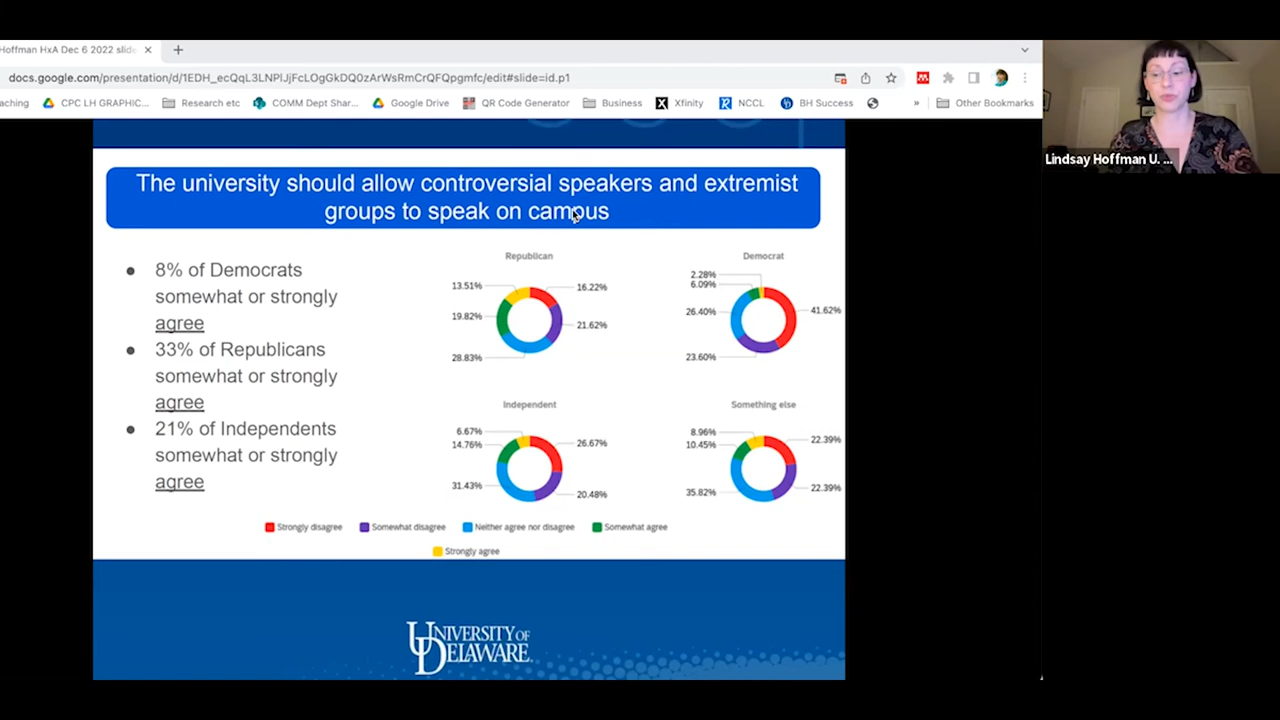 Hoffman HxA Dec 6 2022 slide
docs.google.com/presentation/d/1EDH_ecQqL3LNPlJjFcLOgGkDQ0zArWsRmCrQFQpgmfc/edit#slide=id.p1
aching CPC LH GRAPHIC... Research etc COMM Dept Shar... Google Drive QR Code Generator Business Xfinity NCCL BH Success » Other Bookmarks
Lindsay Hoffman U. ...
The university should allow controversial speakers and extremist
groups to speak on campus
● 8% of Democrats
somewhat or strongly
agree
● 33% of Republicans
somewhat or strongly
agree
● 21% of Independents
somewhat or strongly
agree
Republican
13.51%
16.22%
19.82%
21.62%
28.83%
Democrat
2.28%
6.09%
41.62%
26.40%
23.60%
Independent
6.67%
14.76%
26.67%
31.43%
20.48%
Something else
8.96%
10.45%
22.39%
35.82%
22.39%
Strongly disagree Somewhat disagree Neither agree nor disagree Somewhat agree
Strongly agree
UNIVERSITY OF
DELAWARE.